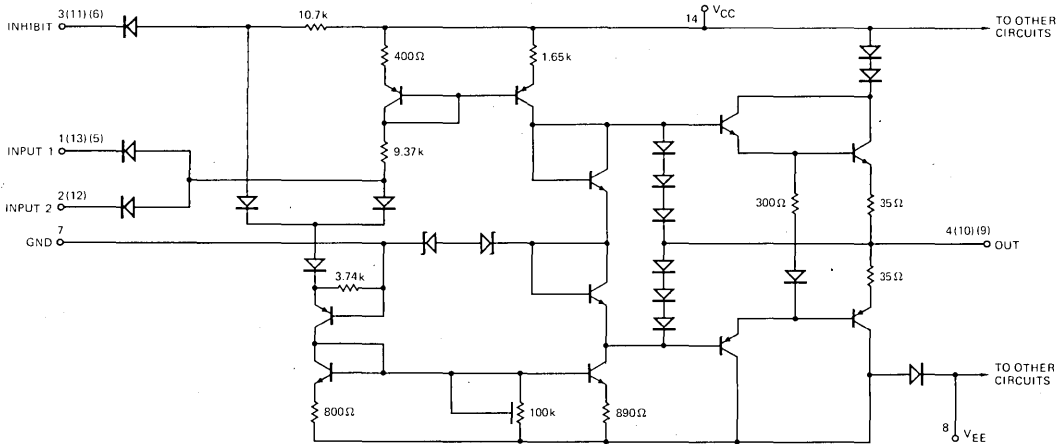 INHIBIT 3(11)(6)
10.7k
14 VCC
TO OTHER
CIRCUITS
400Ω
1.65k
INPUT 1 1(13)(5)
9.37k
INPUT 2 2(12)
300Ω
35Ω
GND 7
4(10)(9) OUT
3.74k
35Ω
TO OTHER
CIRCUITS
800Ω
100k
890Ω
8 VEE